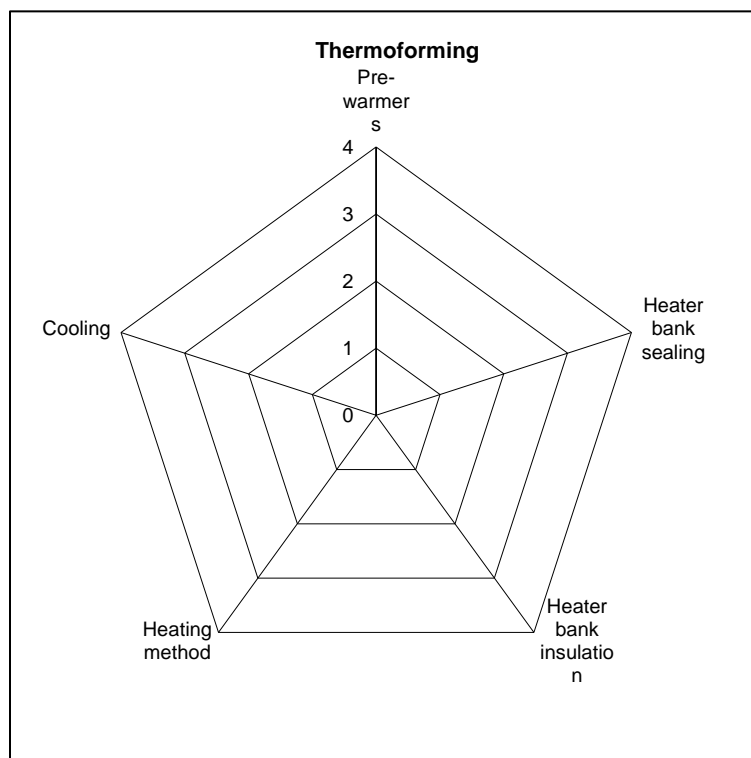 Thermoforming
Pre-
warmer
s
4
3
2
1
0
Heater
bank
sealing
Cooling
Heater
bank
insulatio
n
Heating
method